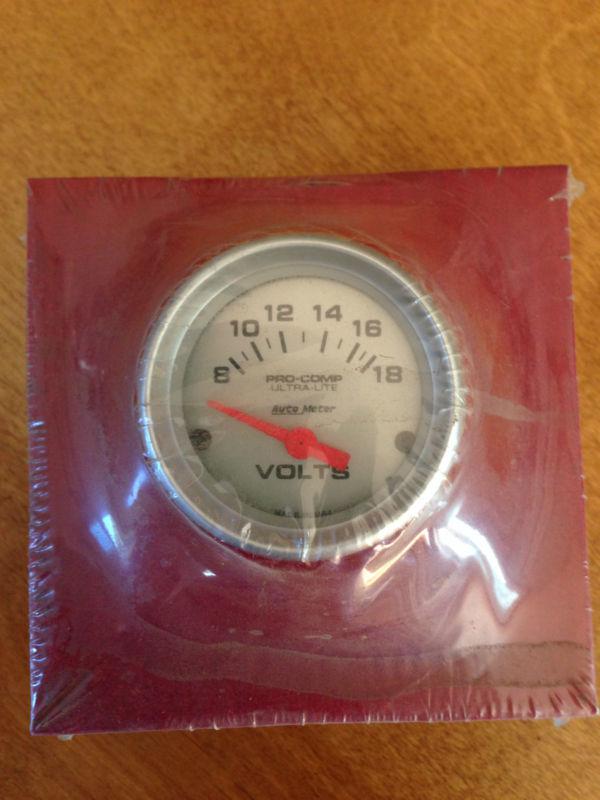 12 14
10 16
8 18
PRO-COMP
ULTRA-LITE
Auto Meter
VOLTS